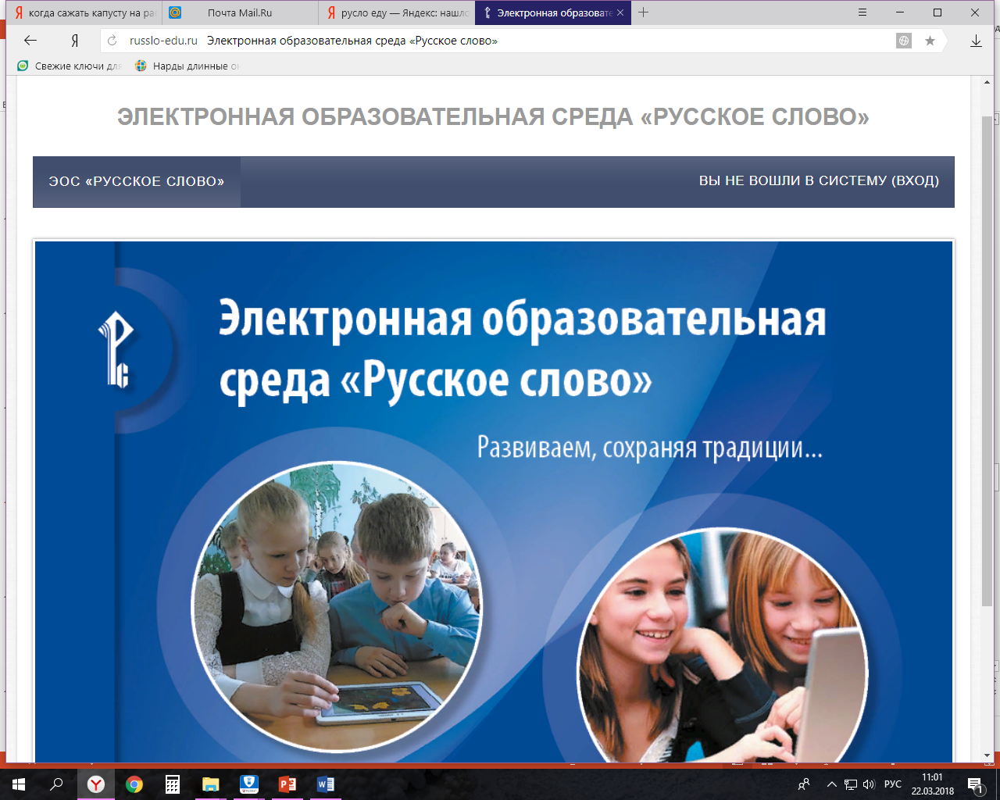 когда сажать капусту на ра
Почта Mail.Ru
русло еду — Яндекс: нашло
Электронная образовате
russlo-edu.ru Электронная образовательная среда «Русское слово»
Свежие ключи для
Нарды длинные о
ЭЛЕКТРОННАЯ ОБРАЗОВАТЕЛЬНАЯ СРЕДА «РУССКОЕ СЛОВО»
ЭОС «РУССКОЕ СЛОВО»
ВЫ НЕ ВОШЛИ В СИСТЕМУ (ВХОД)
Электронная образовательная
среда «Русское слово»
Развиваем, сохраняя традиции...
РУС
11:01
22.03.2018
1